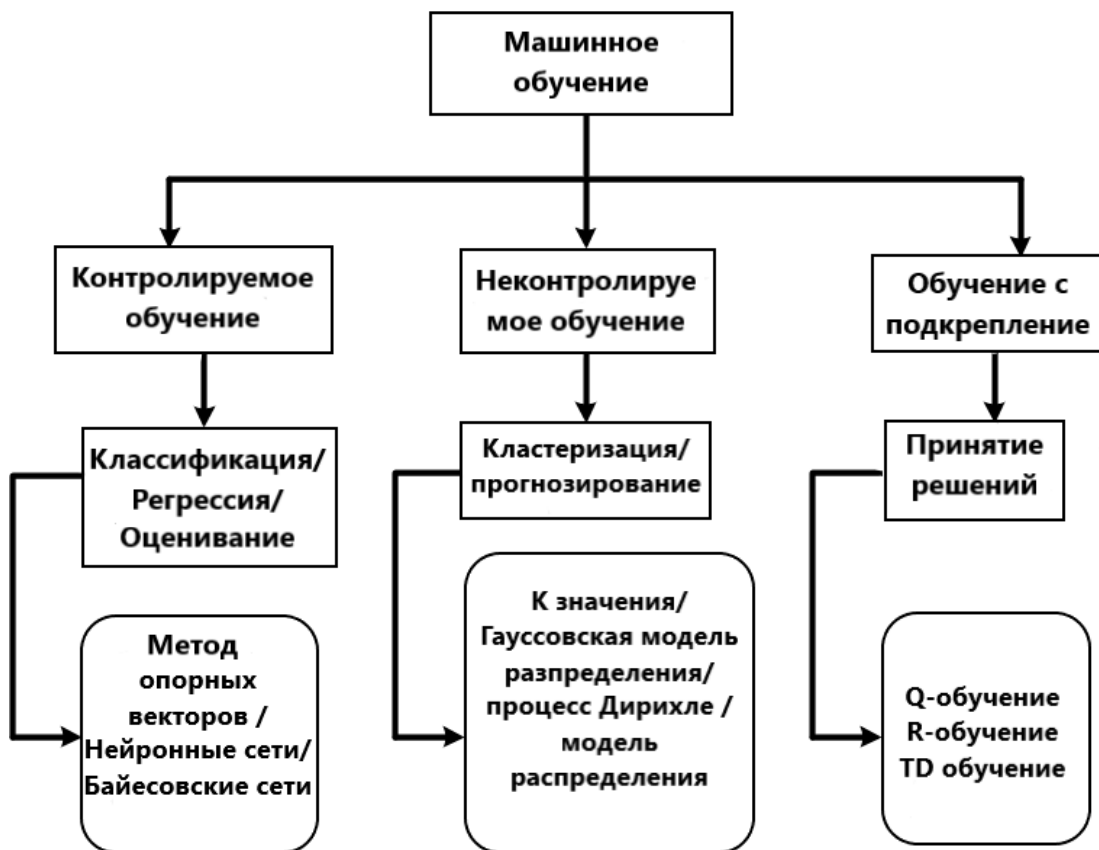 Машинное
обучение
Контролируемое
обучение
Неконтролируе
мое обучение
Обучение с
подкрепление
Классификация/
Регрессия/
Оценивание
Кластеризация/
прогнозирование
Принятие
решений
Метод
опорных
векторов /
Нейронные сети/
Байесовские сети
К значения/
Гауссовская модель
разпределения/
процесс Дирихле /
модель
распределения
Q-обучение
R-обучение
TD обучение